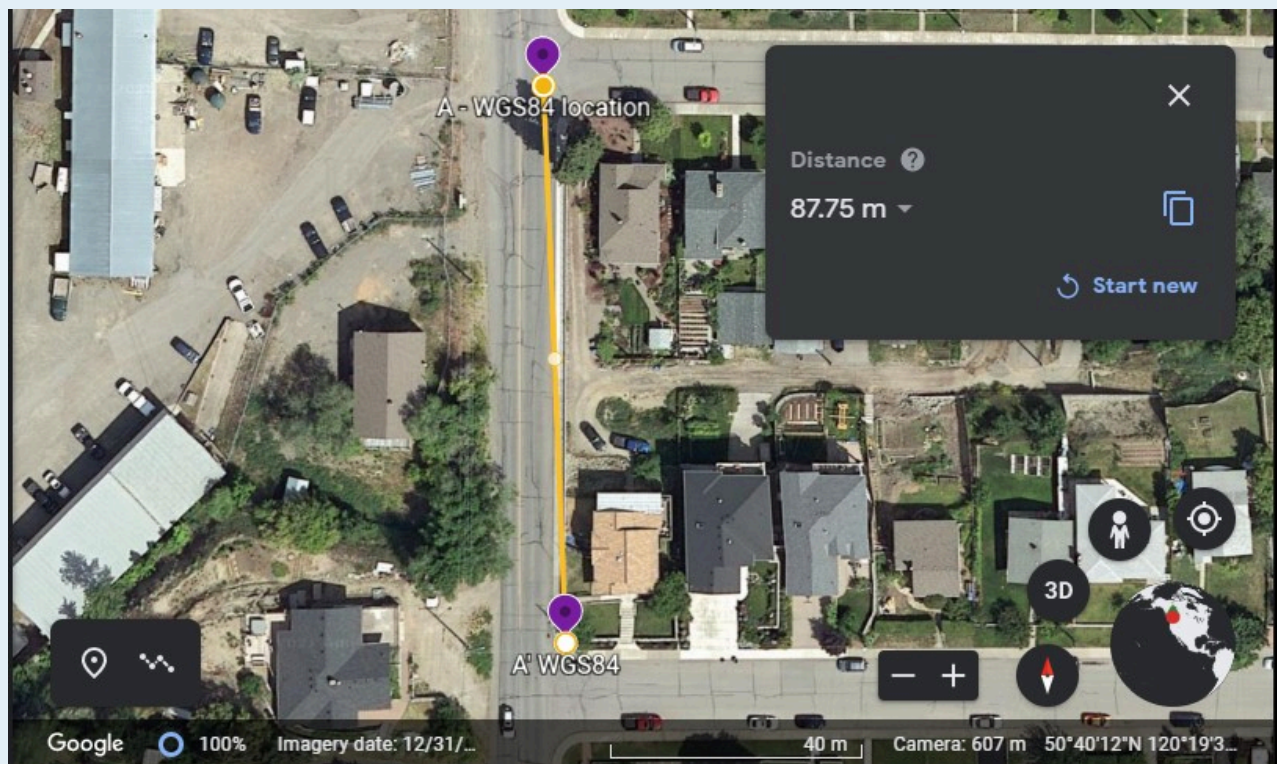 A - WGS84 location
Distance
87.75 m
Start new
A' WGS84
3D
Google 100% Imagery date: 12/31/... 40 m Camera: 607 m 50°40'12"N 120°19'3...